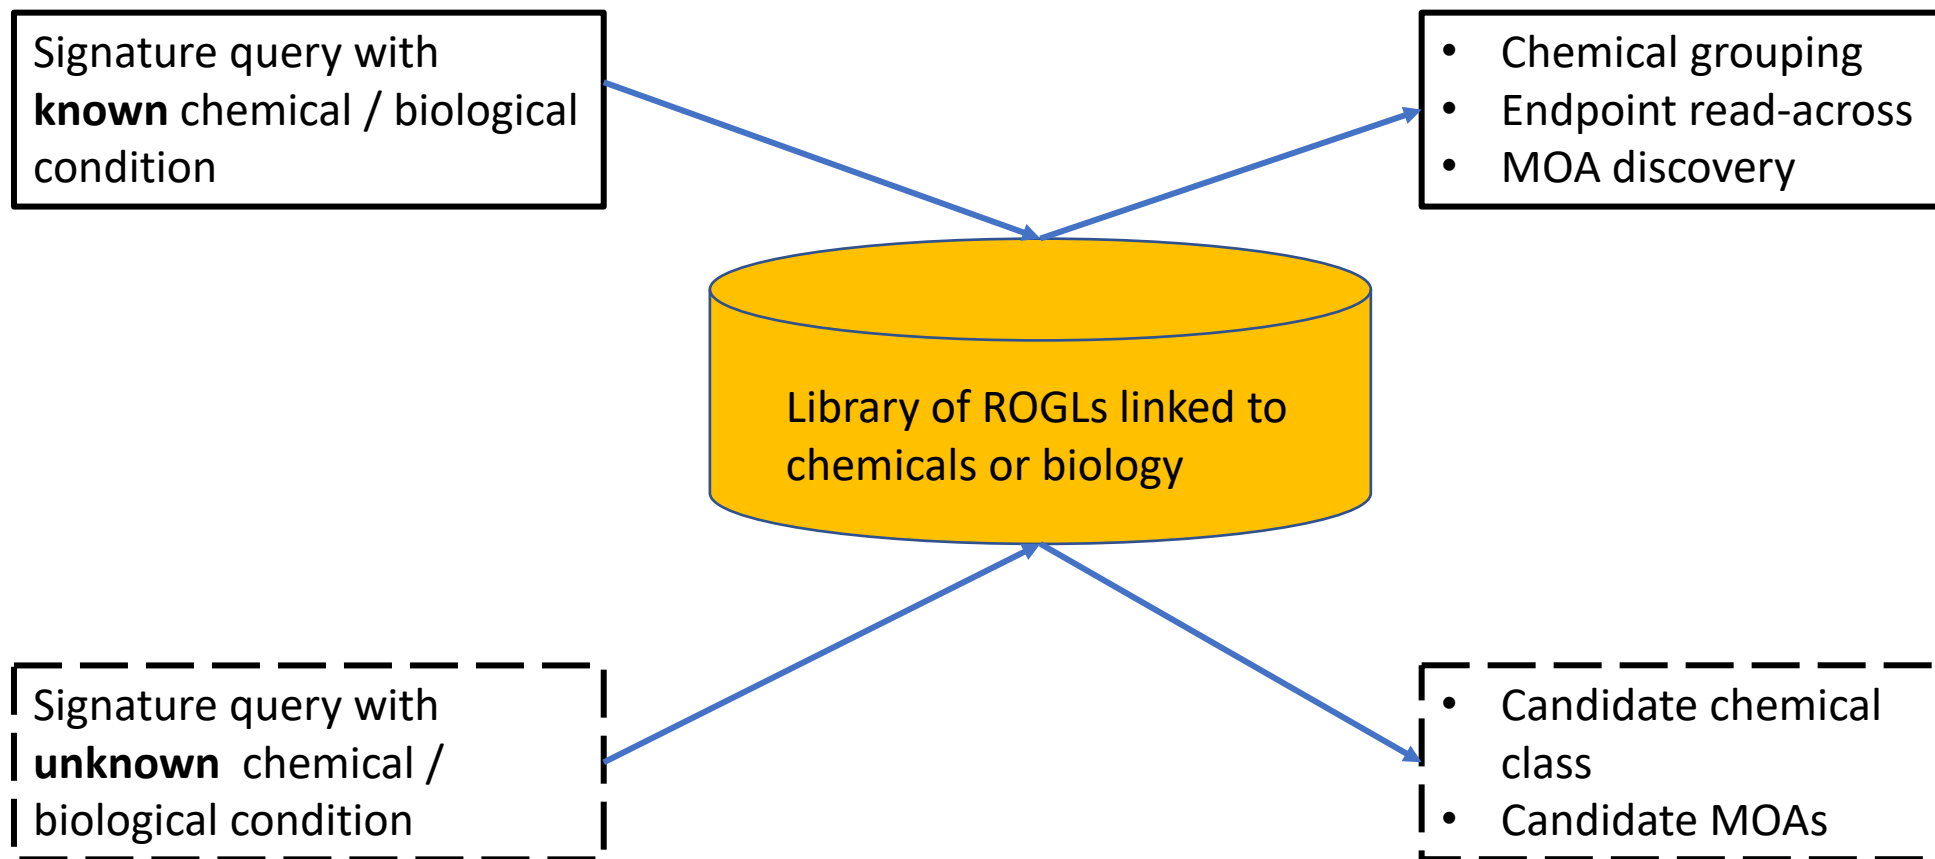 Signature query with
known chemical / biological
condition
• Chemical grouping
• Endpoint read-across
• MOA discovery
Library of ROGLs linked to
chemicals or biology
Signature query with
unknown chemical /
biological condition
• Candidate chemical
class
• Candidate MOAs